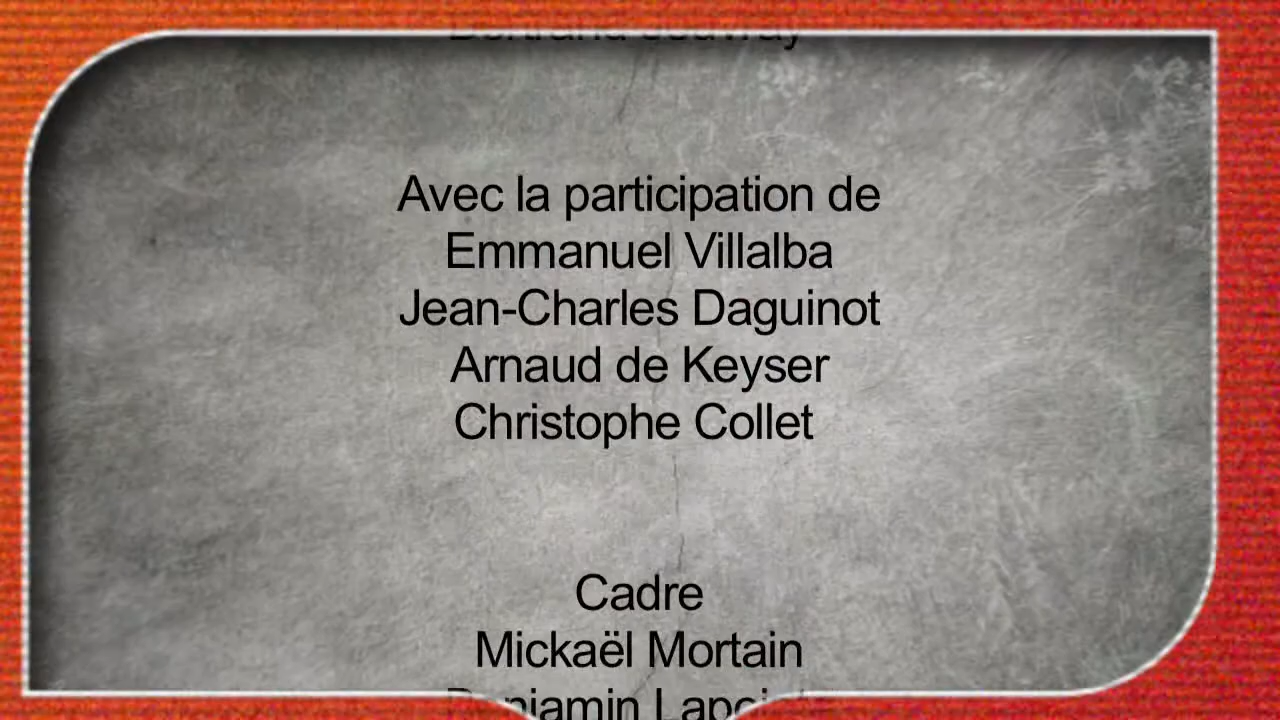 Avec la participation de
Emmanuel Villalba
Jean-Charles Daguinot
Arnaud de Keyser
Christophe Collet
Cadre
Mickaël Mortain